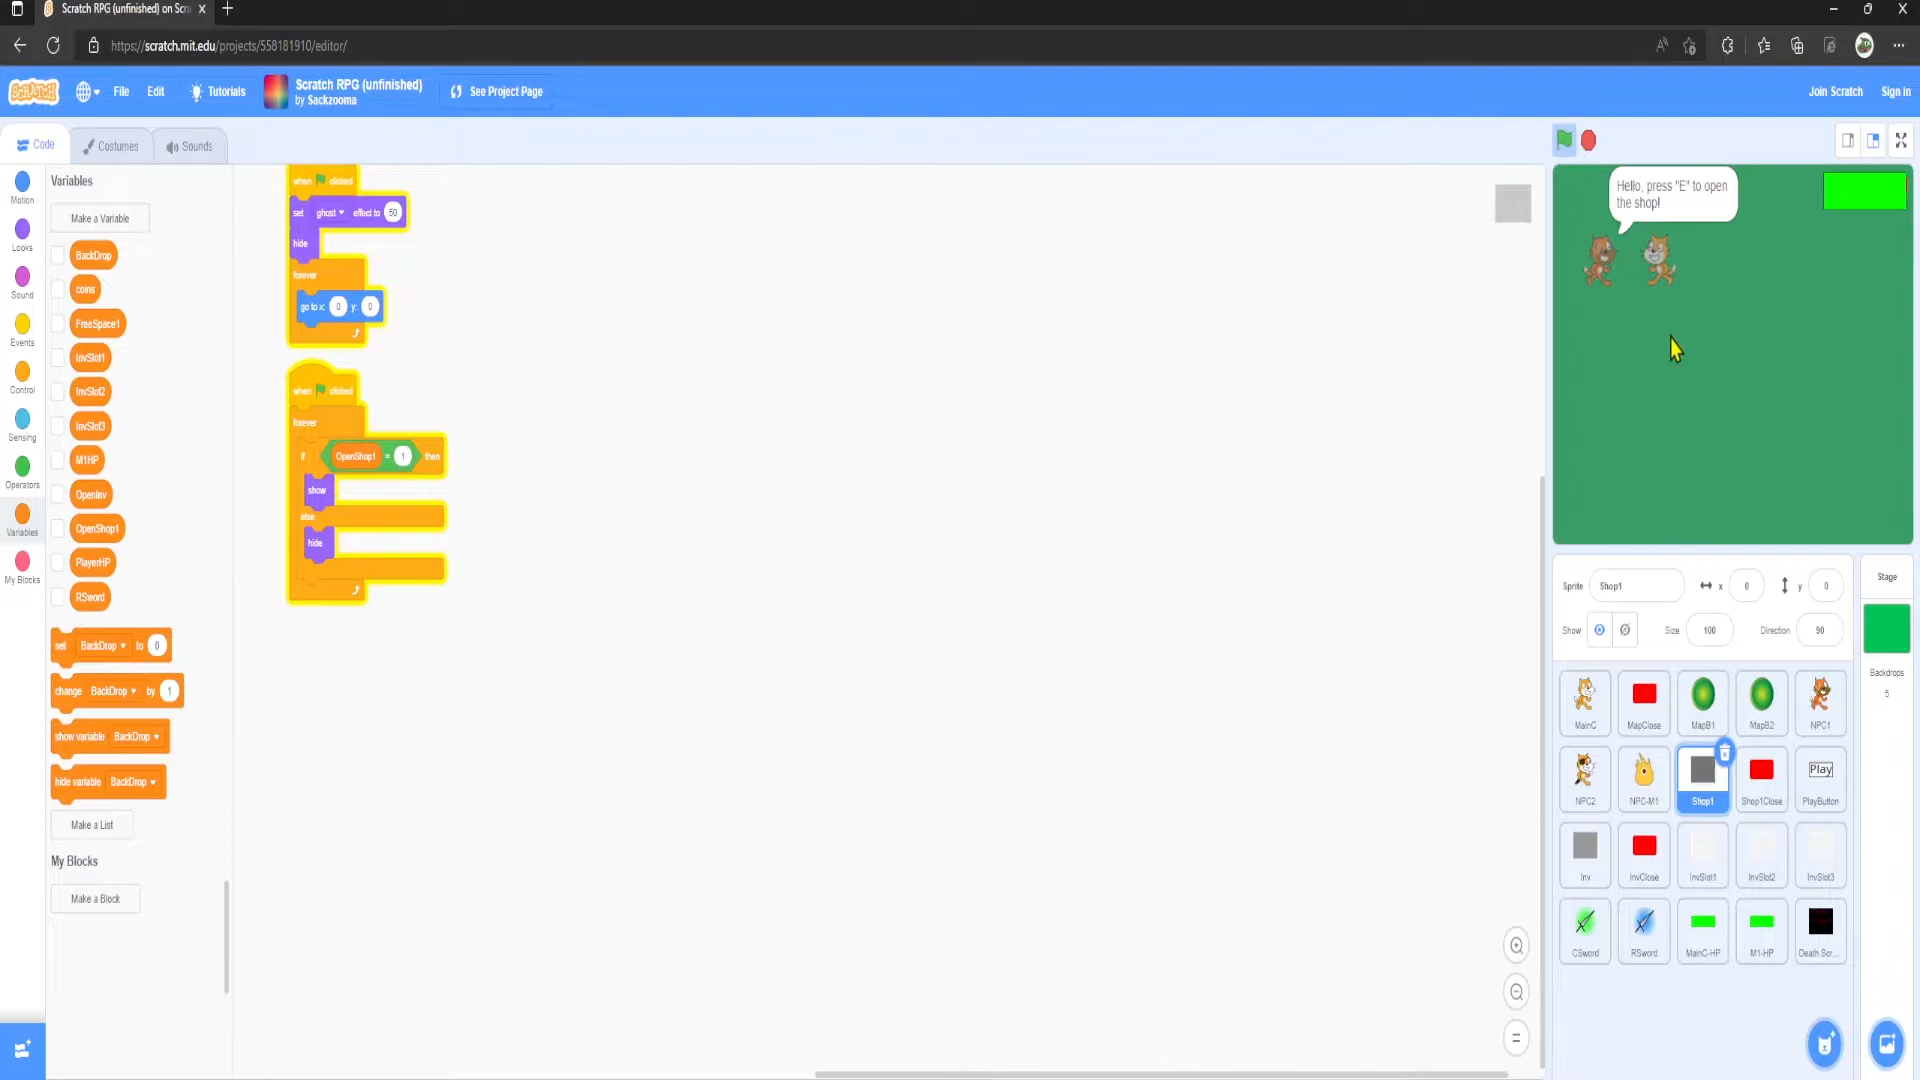 Scratch RPG (unfinished) on Scr
https://scratch.mit.edu/projects/558181910/editor/
SCRATCH
File
Edit
Tutorials
Scratch RPG (unfinished)
by Sackzooma
See Project Page
Join Scratch
Sign in
Code
Costumes
Sounds
Motion
Looks
Sound
Events
Control
Sensing
Operators
Variables
My Blocks
Variables
Make a Variable
BackDrop
coins
FreeSpace1
InvSlot1
InvSlot2
InvSlot3
M1HP
OpenInv
OpenShop1
PlayerHP
RSword
set BackDrop to 0
change BackDrop by 1
show variable BackDrop
hide variable BackDrop
Make a List
My Blocks
Make a Block
when clicked
set ghost effect to 50
hide
forever
go to x: 0 y: 0
when clicked
forever
if OpenShop1 = 1 then
show
else
hide
Hello, press "E" to open
the shop!
Sprite Shop1 x 0 y 0
Show Size 100 Direction 90
MainC
MapClose
MapB1
MapB2
NPC1
NPC2
NPC-M1
Shop1
Shop1Close
Play
PlayButton
Inv
InvClose
InvSlot1
InvSlot2
InvSlot3
CSword
RSword
MainC-HP
M1-HP
Death Scr...
Stage
Backdrops
5